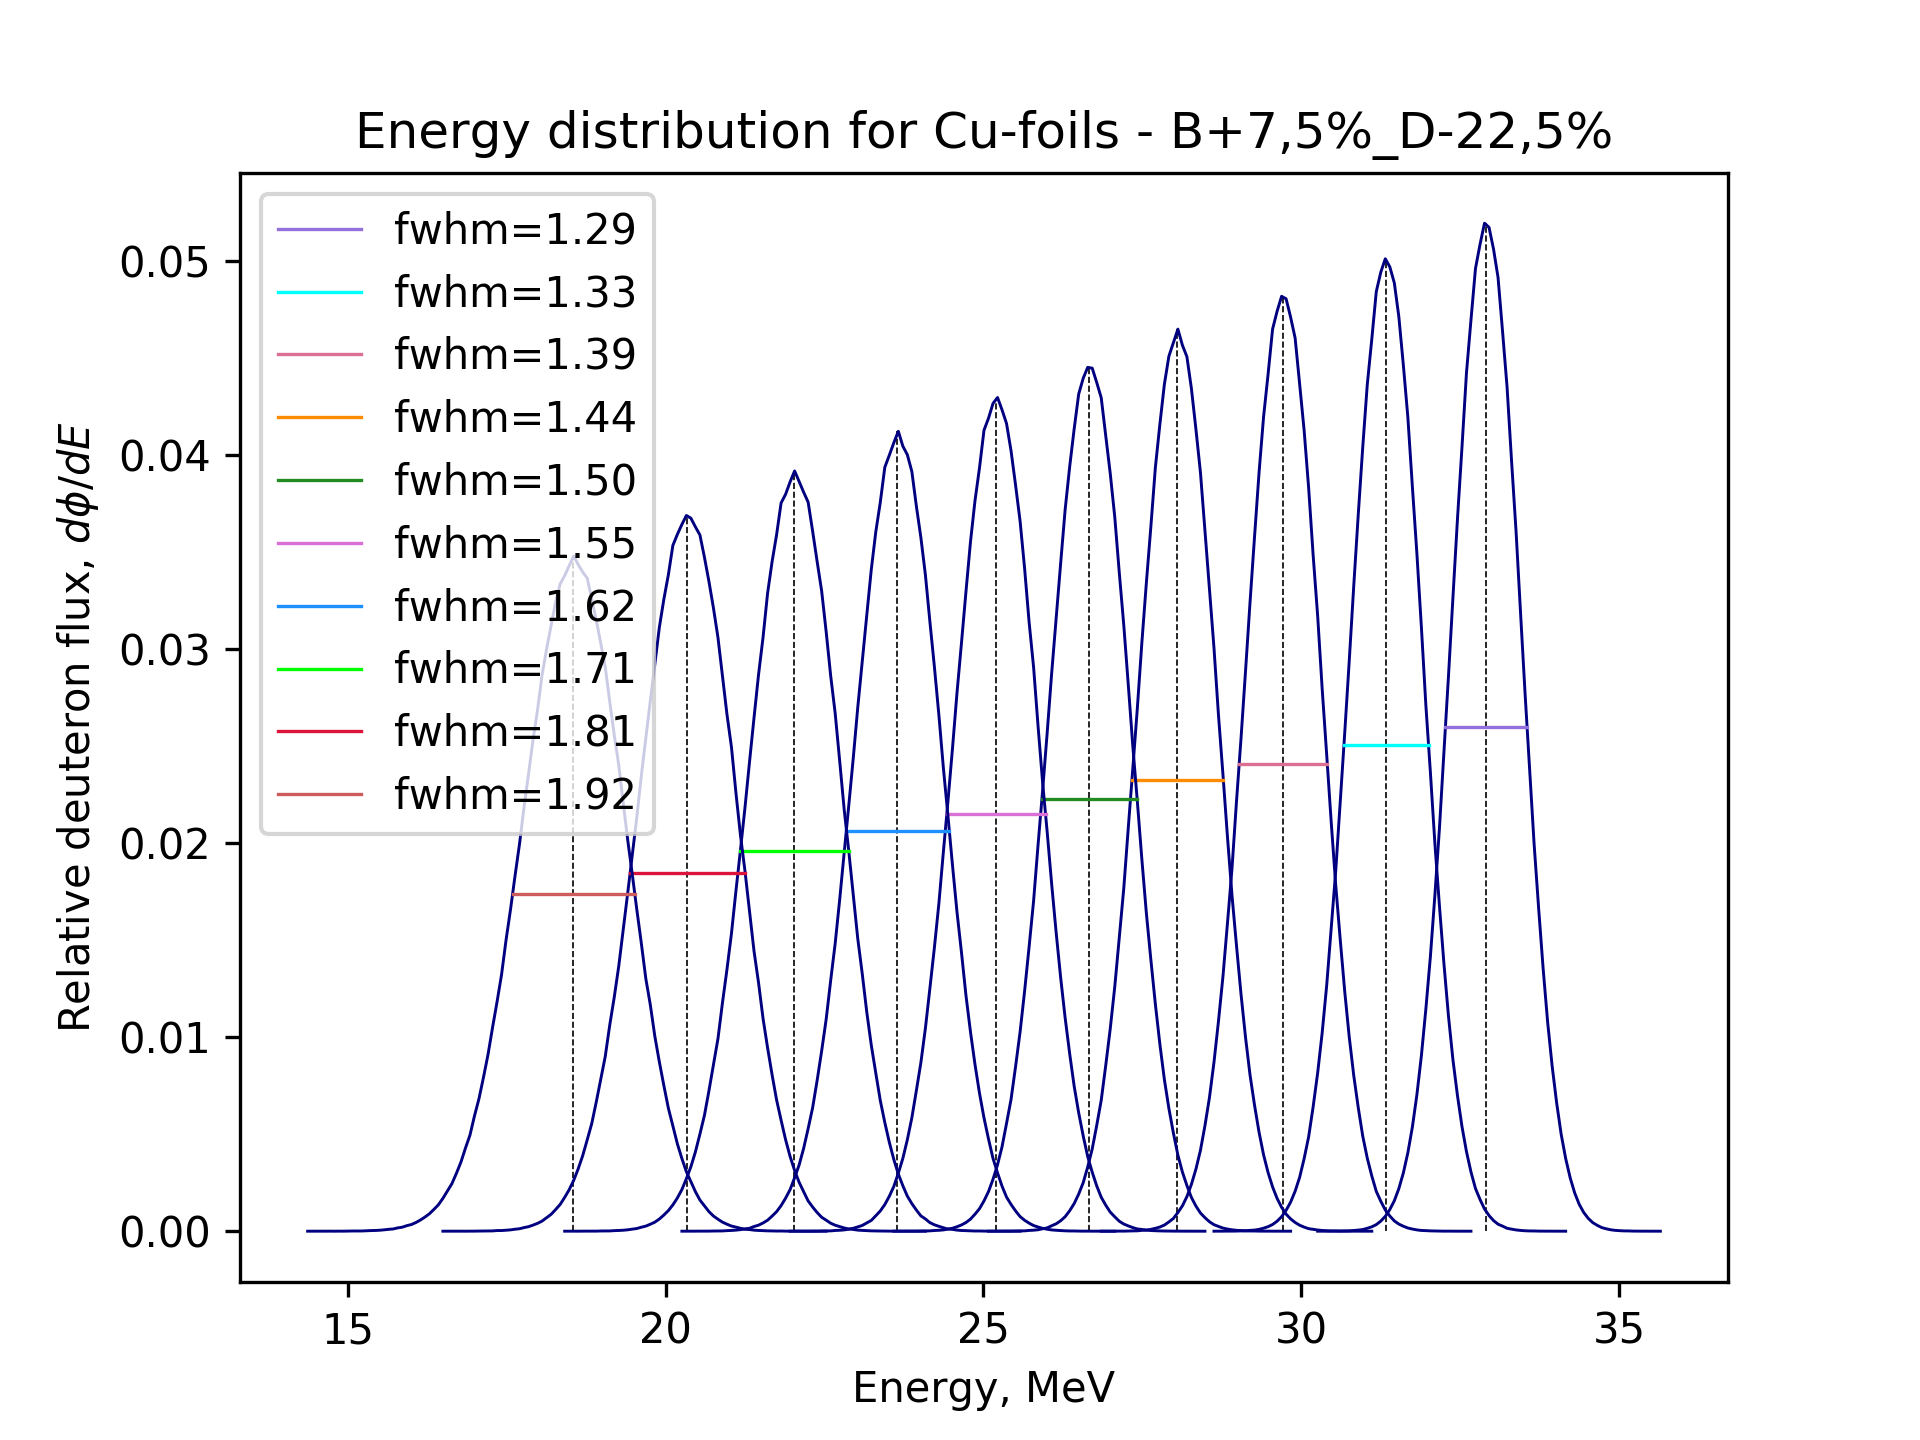 Energy distribution for Cu-foils - B+7,5%_D-22,5%
fwhm=1.29
fwhm=1.33
fwhm=1.39
fwhm=1.44
fwhm=1.50
fwhm=1.55
fwhm=1.62
fwhm=1.71
fwhm=1.81
fwhm=1.92
Relative deuteron flux, dϕ/dE
0.05
0.04
0.03
0.02
0.01
0.00
15 20 25 30 35
Energy, MeV